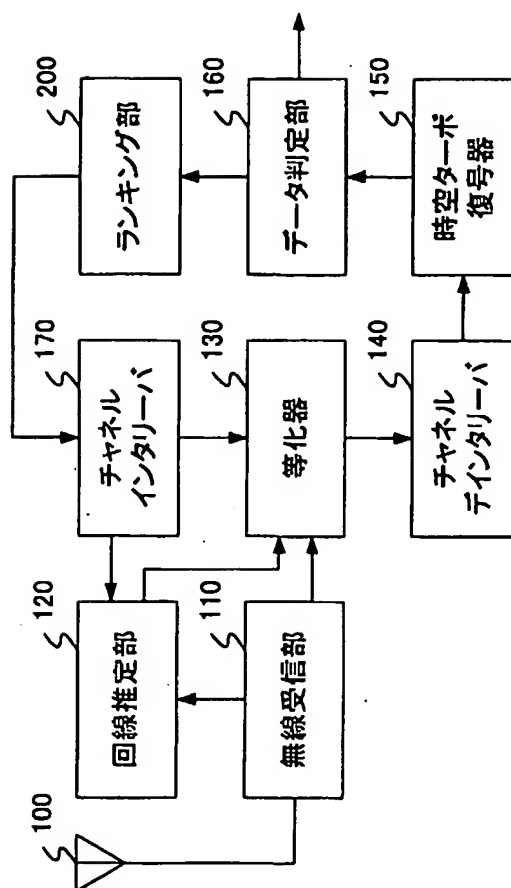 100
120
回線推定部
110
無線受信部
170
チャネル
インタリーバ
130
等化器
140
チャネル
デインタリーバ
200
ランキング部
160
データ判定部
150
時空ターボ
復号器